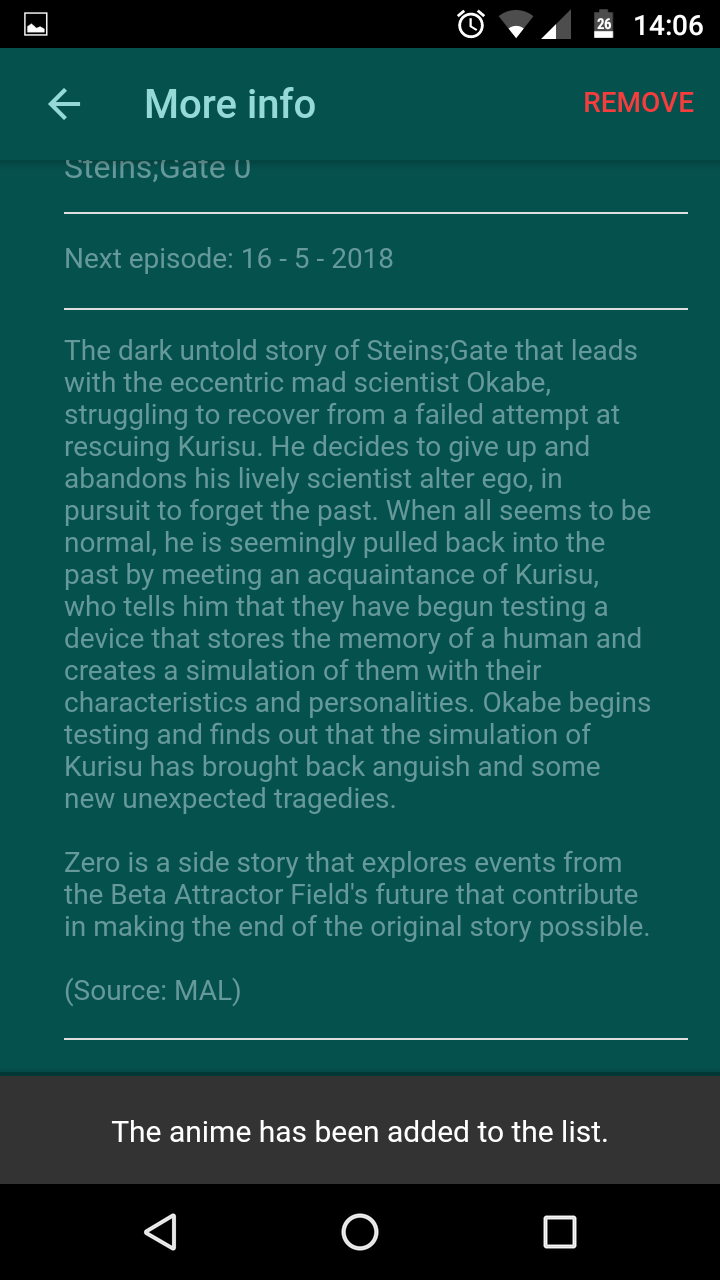 26 14:06
More info
REMOVE
Steins;Gate 0
Next episode: 16 - 5 - 2018
The dark untold story of Steins;Gate that leads
with the eccentric mad scientist Okabe,
struggling to recover from a failed attempt at
rescuing Kurisu. He decides to give up and
abandons his lively scientist alter ego, in
pursuit to forget the past. When all seems to be
normal, he is seemingly pulled back into the
past by meeting an acquaintance of Kurisu,
who tells him that they have begun testing a
device that stores the memory of a human and
creates a simulation of them with their
characteristics and personalities. Okabe begins
testing and finds out that the simulation of
Kurisu has brought back anguish and some
new unexpected tragedies.
Zero is a side story that explores events from
the Beta Attractor Field's future that contribute
in making the end of the original story possible.
(Source: MAL)
The anime has been added to the list.